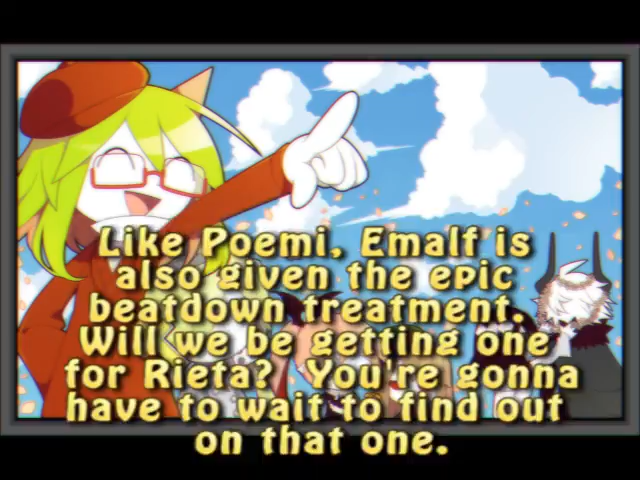 Like Poemi, Emalf is
also given the epic
beatdown treatment.
Will we be getting one
for Rieta?  You're gonna
have to wait to find out
on that one.